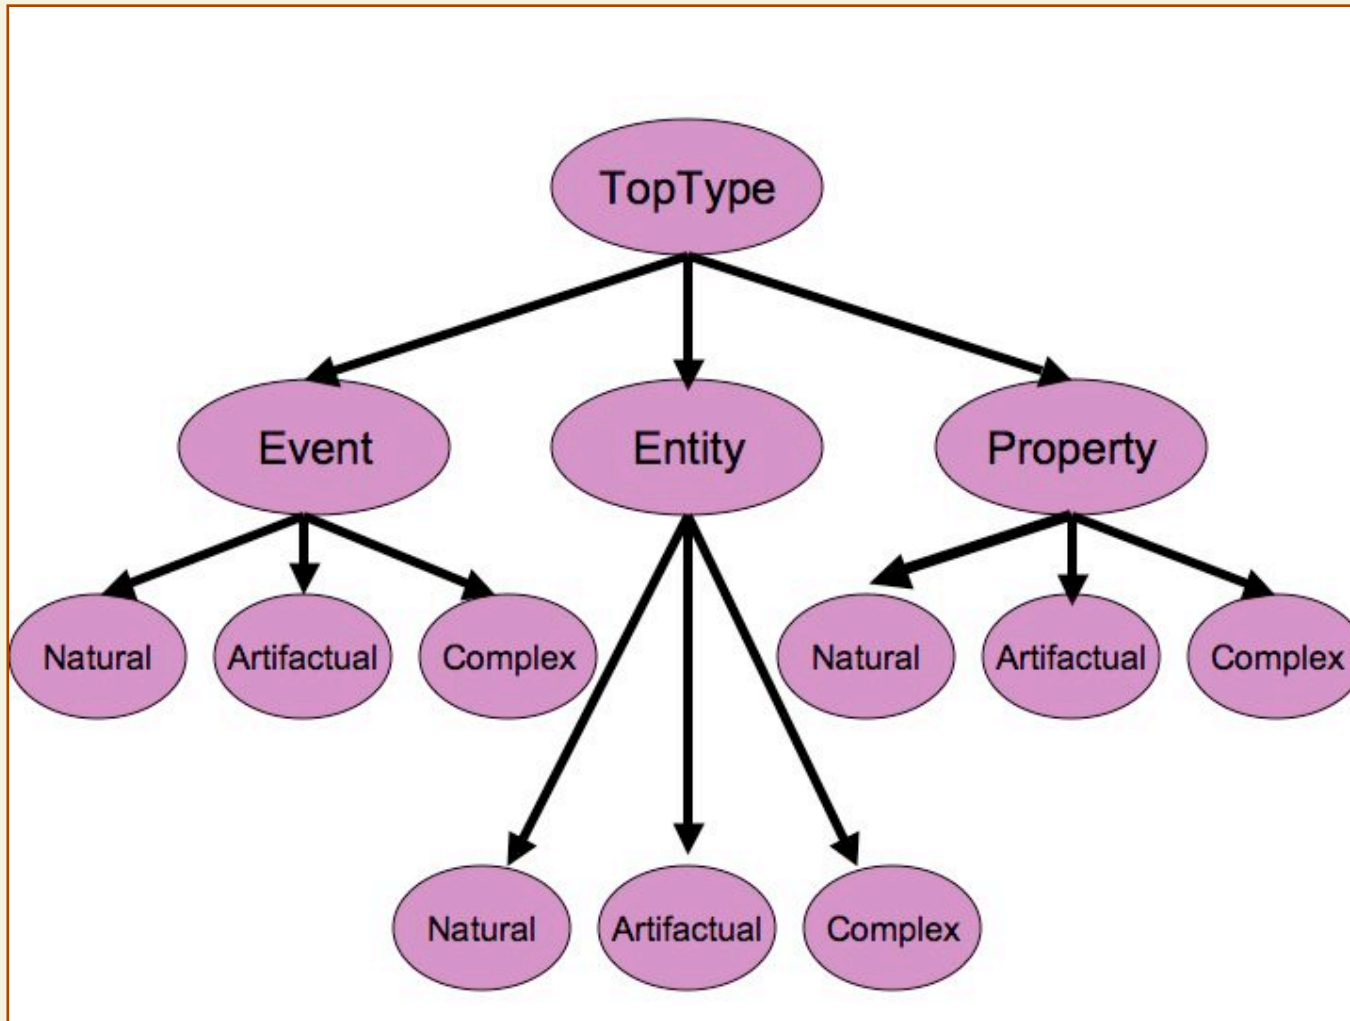 TopType
Event
Entity
Property
Natural
Artifactual
Complex
Natural
Artifactual
Complex
Natural
Artifactual
Complex